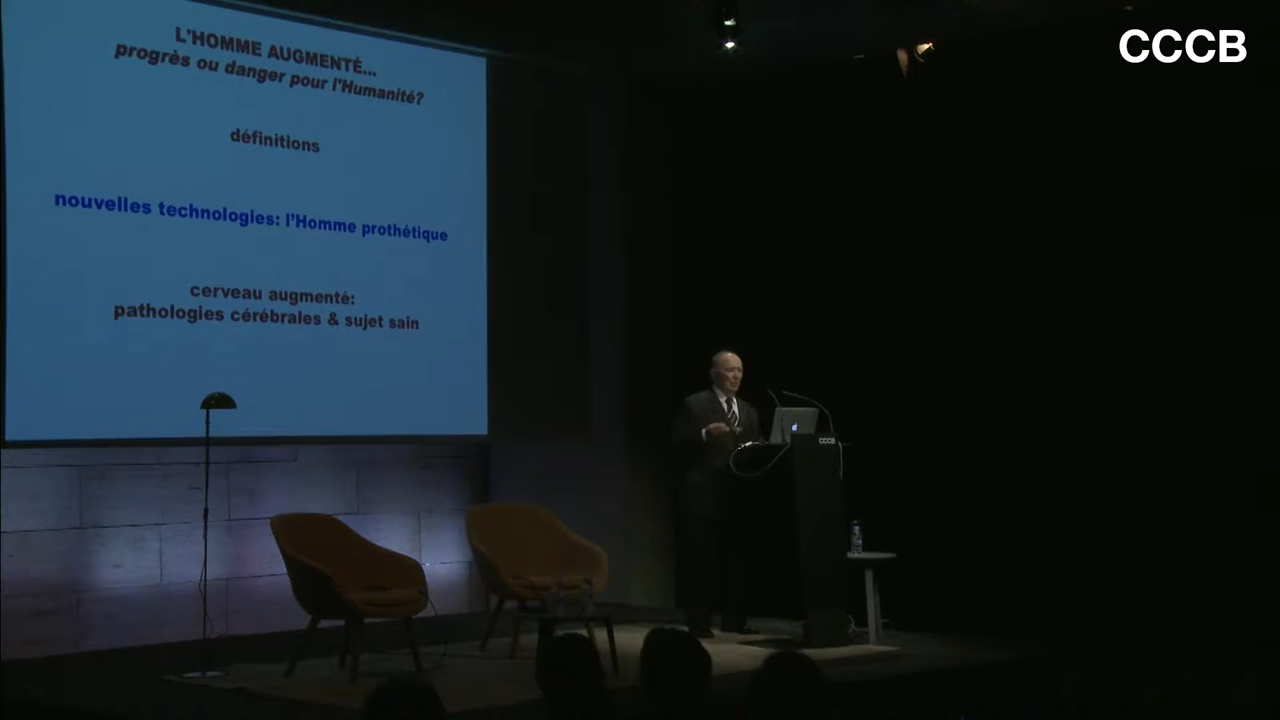 L'HOMME AUGMENTÉ...
progrès ou danger pour l'Humanité?
définitions
nouvelles technologies: l'Homme prothétique
cerveau augmenté:
pathologies cérébrales & sujet sain
CCCB
CCCB